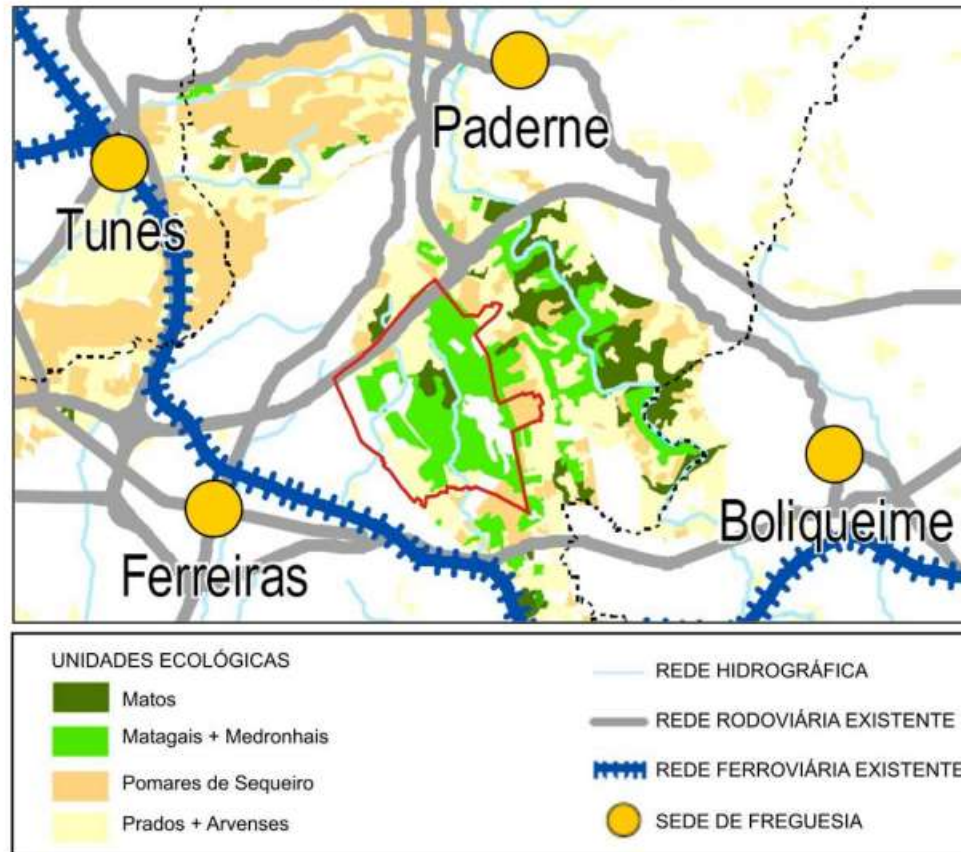 Paderne
Tunes
Boliqueime
Ferreiras
UNIDADES ECOLÓGICAS
Matos
Matagais + Medronhais
Pomares de Sequeiro
Prados + Arvenses
REDE HIDROGRÁFICA
REDE RODOVIÁRIA EXISTENTE
REDE FERROVIÁRIA EXISTENTE
SEDE DE FREGUESIA